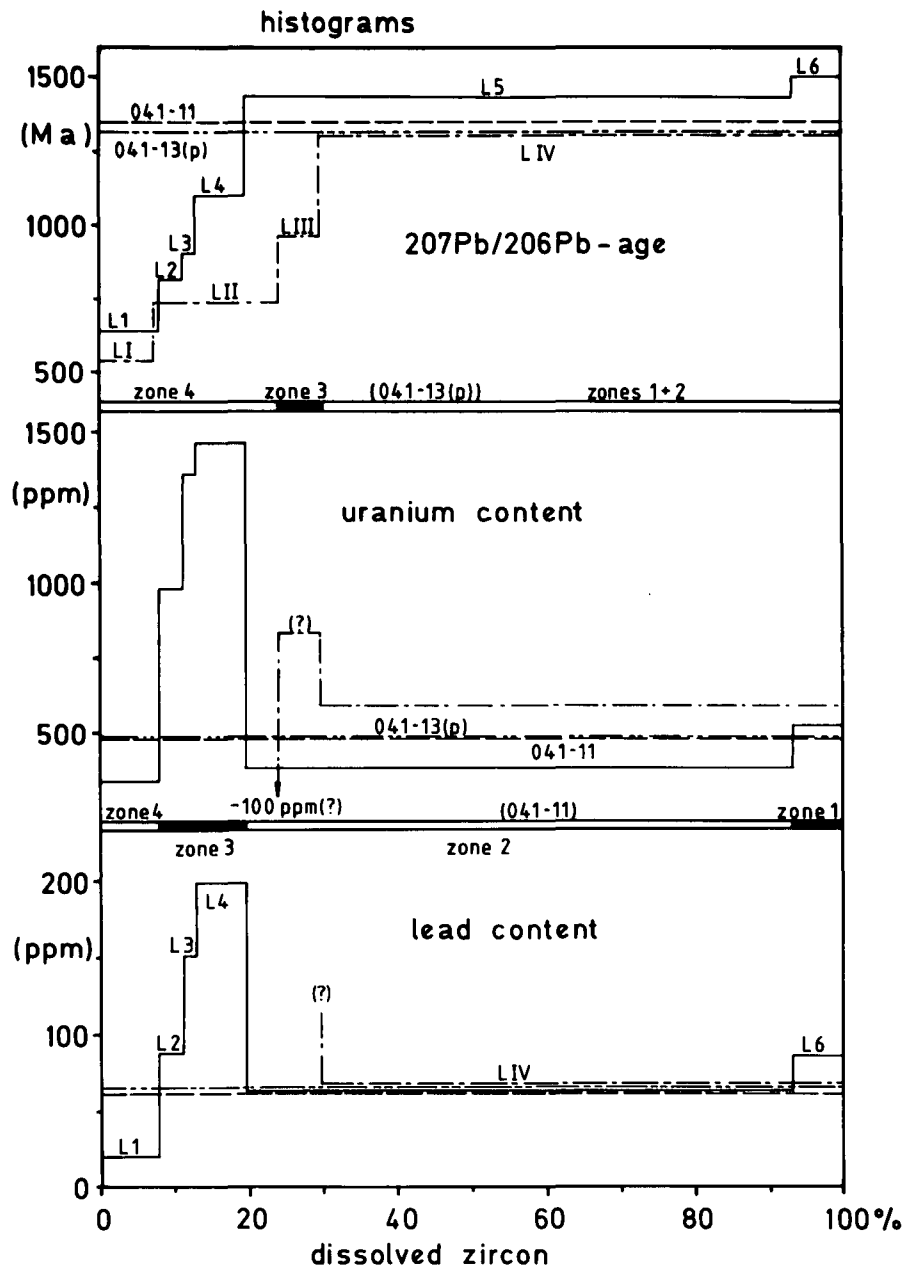 histograms
1500
L6
L5
041-11
(Ma)
041-13(p)
L IV
L4
1000
L3
LIII
207Pb/206Pb-age
L2
LII
L1
LI
500
zone 4 zone 3 (041-13(p)) zones 1+2
1500
(ppm)
uranium content
1000
(?)
041-13(p)
500
041-11
~100 ppm(?)
zone4 (041-11) zone 1
zone 3 zone 2
200
L4
lead content
(ppm)
L3
(?)
L2
L6
100
LIV
L1
0
0 20 40 60 80 100%
dissolved zircon